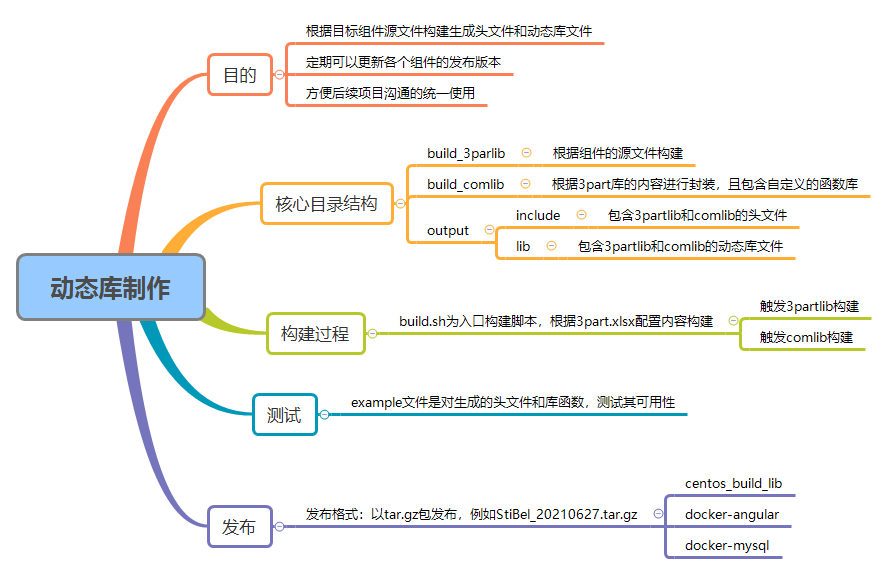 动态库制作
目的
根据目标组件源文件构建生成头文件和动态库文件
定期可以更新各个组件的发布版本
方便后续项目沟通的统一使用
核心目录结构
build_3parlib
根据组件的源文件构建
build_comlib
根据3part库的内容进行封装，且包含自定义的函数库
output
include
包含3partlib和comlib的头文件
lib
包含3partlib和comlib的动态库文件
构建过程
build.sh为入口构建脚本，根据3part.xlsx配置内容构建
触发3partlib构建
触发comlib构建
测试
example文件是对生成的头文件和库函数，测试其可用性
发布
发布格式：以tar.gz包发布，例如StiBel_20210627.tar.gz
centos_build_lib
docker-angular
docker-mysql